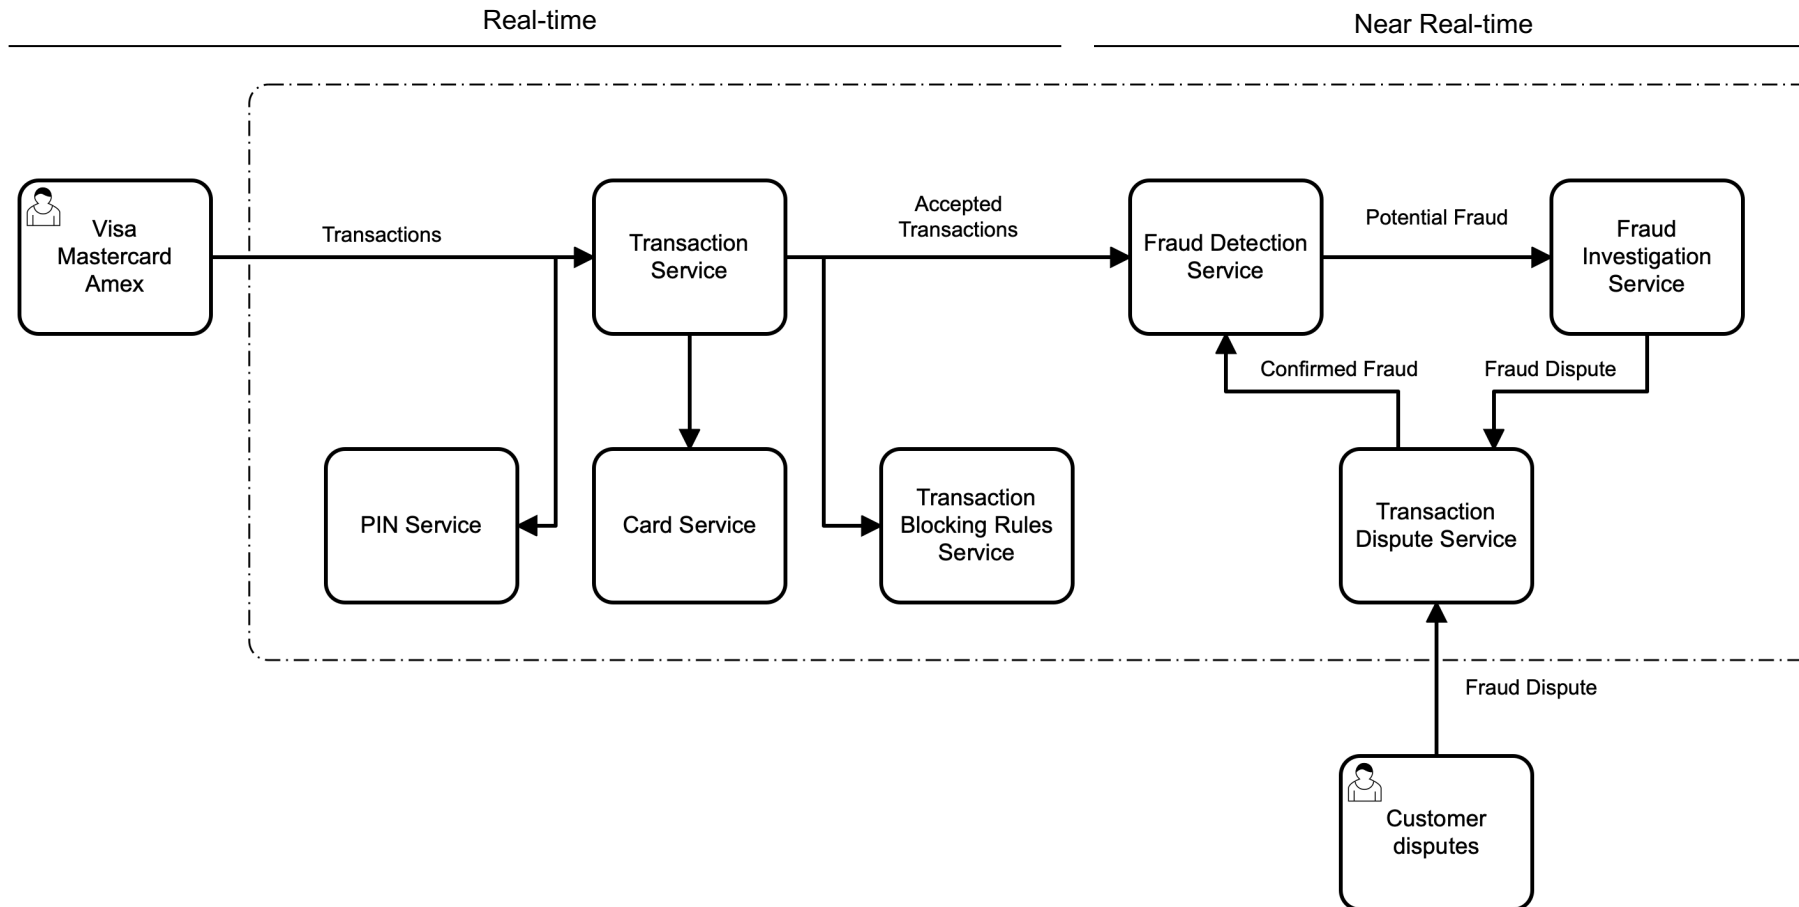 Real-time
Near Real-time
Visa
Mastercard
Amex
Transactions
Transaction
Service
Accepted
Transactions
Fraud Detection
Service
Potential Fraud
Fraud
Investigation
Service
Confirmed Fraud
Fraud Dispute
PIN Service
Card Service
Transaction
Blocking Rules
Service
Transaction
Dispute Service
Fraud Dispute
Customer
disputes